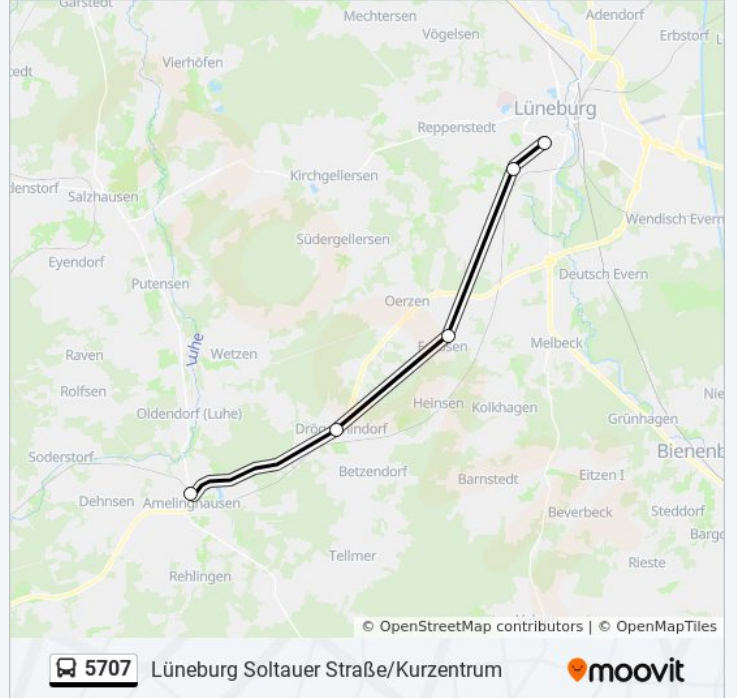 Garstedt
Mechtersen
Adendorf
Vögelsen
Erbstorf
Vierhöfen
Lüneburg
Reppenstedt
Kirchgellersen
Salzhausen
Wendisch Evern
Südergellersen
Eyendorf
Deutsch Evern
Putensen
Oerzen
Luhe
Melbeck
Raven
Wetzen
Rolfsen
Heinsen
Kolkhagen
Oldendorf (Luhe)
Grünhagen
Soderstorf
Bienenb
Betzendorf
Barnstedt
Eitzen I
Dehnsen
Amelinghausen
Beverbeck
Steddorf
Tellmer
Rieste
Rehlingen
© OpenStreetMap contributors | © OpenMapTiles
5707 Lüneburg Soltauer Straße/Kurzentrum
moovit